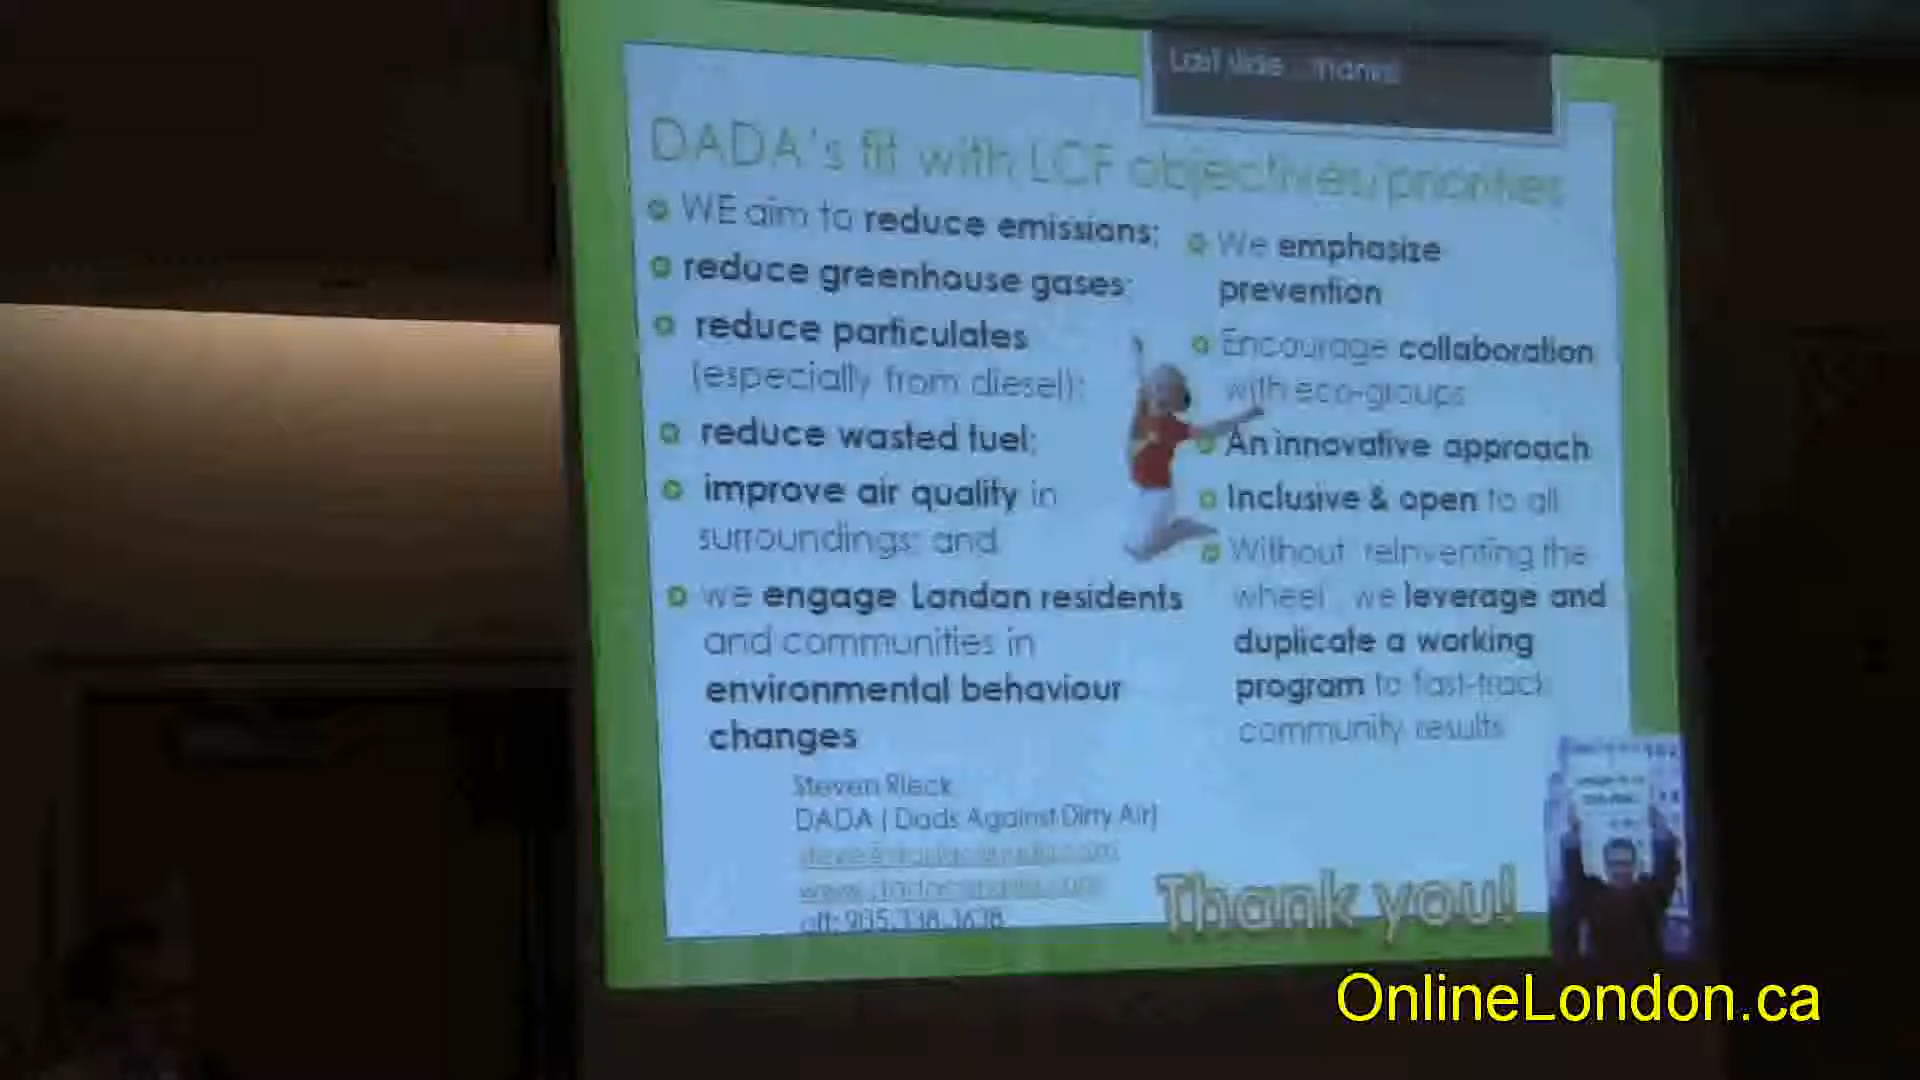 Last slide... thanks!
DADA's fit with LCF objectives/priorities
WE aim to reduce emissions;
reduce greenhouse gases;
reduce particulates
(especially from diesel);
reduce wasted fuel;
improve air quality in
surroundings; and
we engage London residents
and communities in
environmental behaviour
changes
We emphasize
prevention
Encourage collaboration
with eco-groups
An innovative approach
Inclusive & open to all
Without reinventing the
wheel, we leverage and
duplicate a working
program to fast-track
community results
Steven Rieck
DADA (Dads Against Dirty Air)
off: 905.338.3638
Thank you!
OnlineLondon.ca